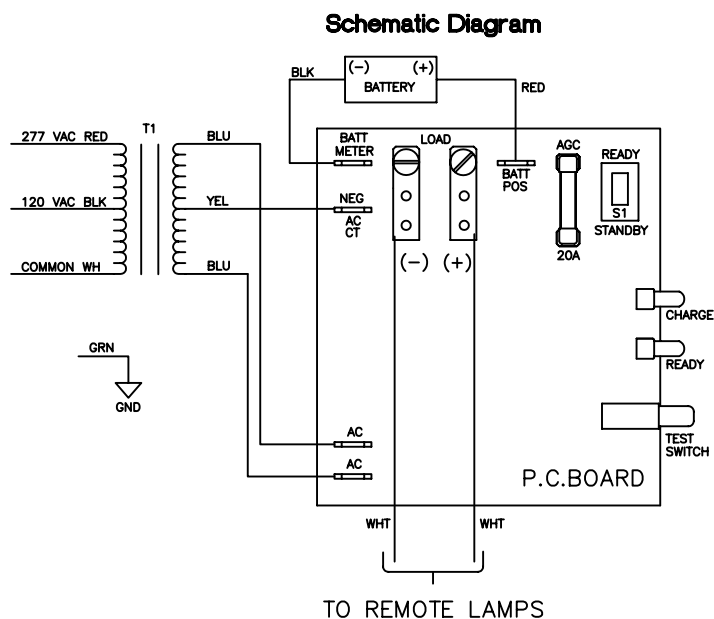 Schematic Diagram
(-) (+)
BATTERY
BLK
RED
277 VAC RED
T1
BLU
BATT
METER
LOAD
BATT
POS
AGC
20A
READY
S1
STANDBY
120 VAC BLK
YEL
NEG
AC
CT
COMMON WH
BLU
(-) (+)
CHARGE
READY
GRN
GND
AC
AC
TEST
SWITCH
P.C.BOARD
WHT
WHT
TO REMOTE LAMPS